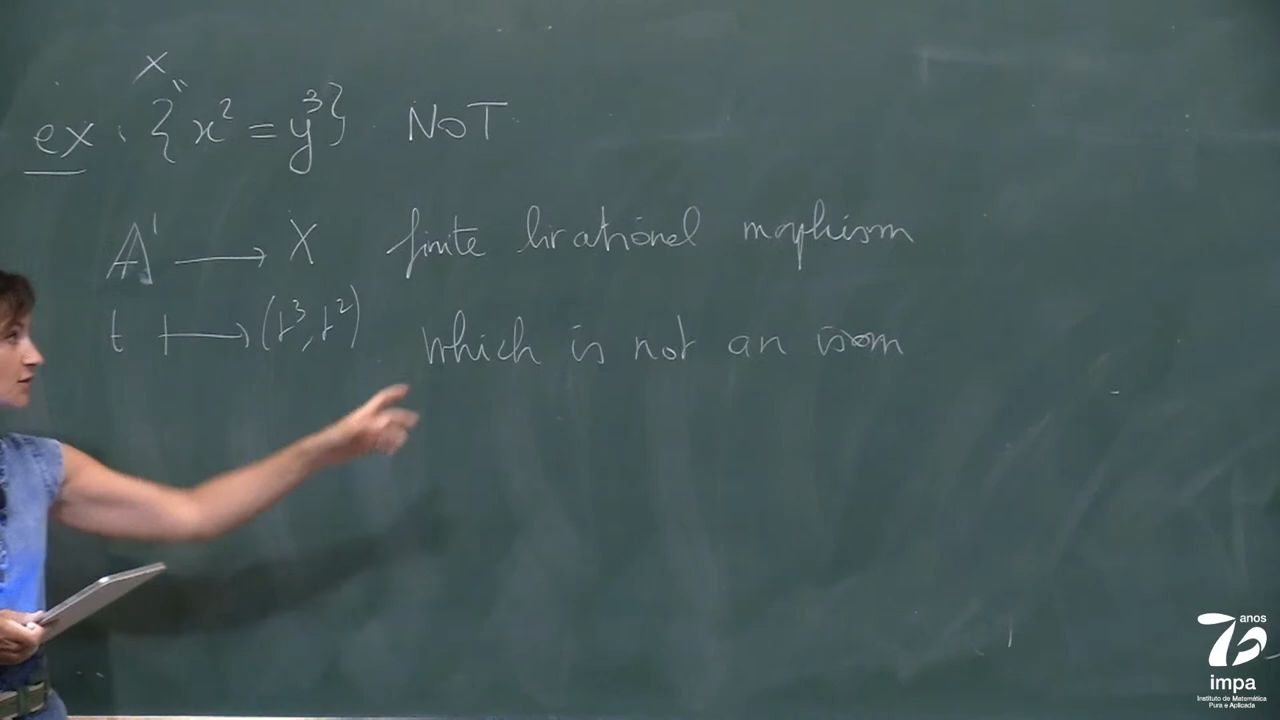 X
"
ex. {x² = y³} NOT
𝔸¹ ⟶ X finite birational morphism
t ⟼ (t³, t²) which is not an isom
70 anos
impa
Instituto de Matemática
Pura e Aplicada